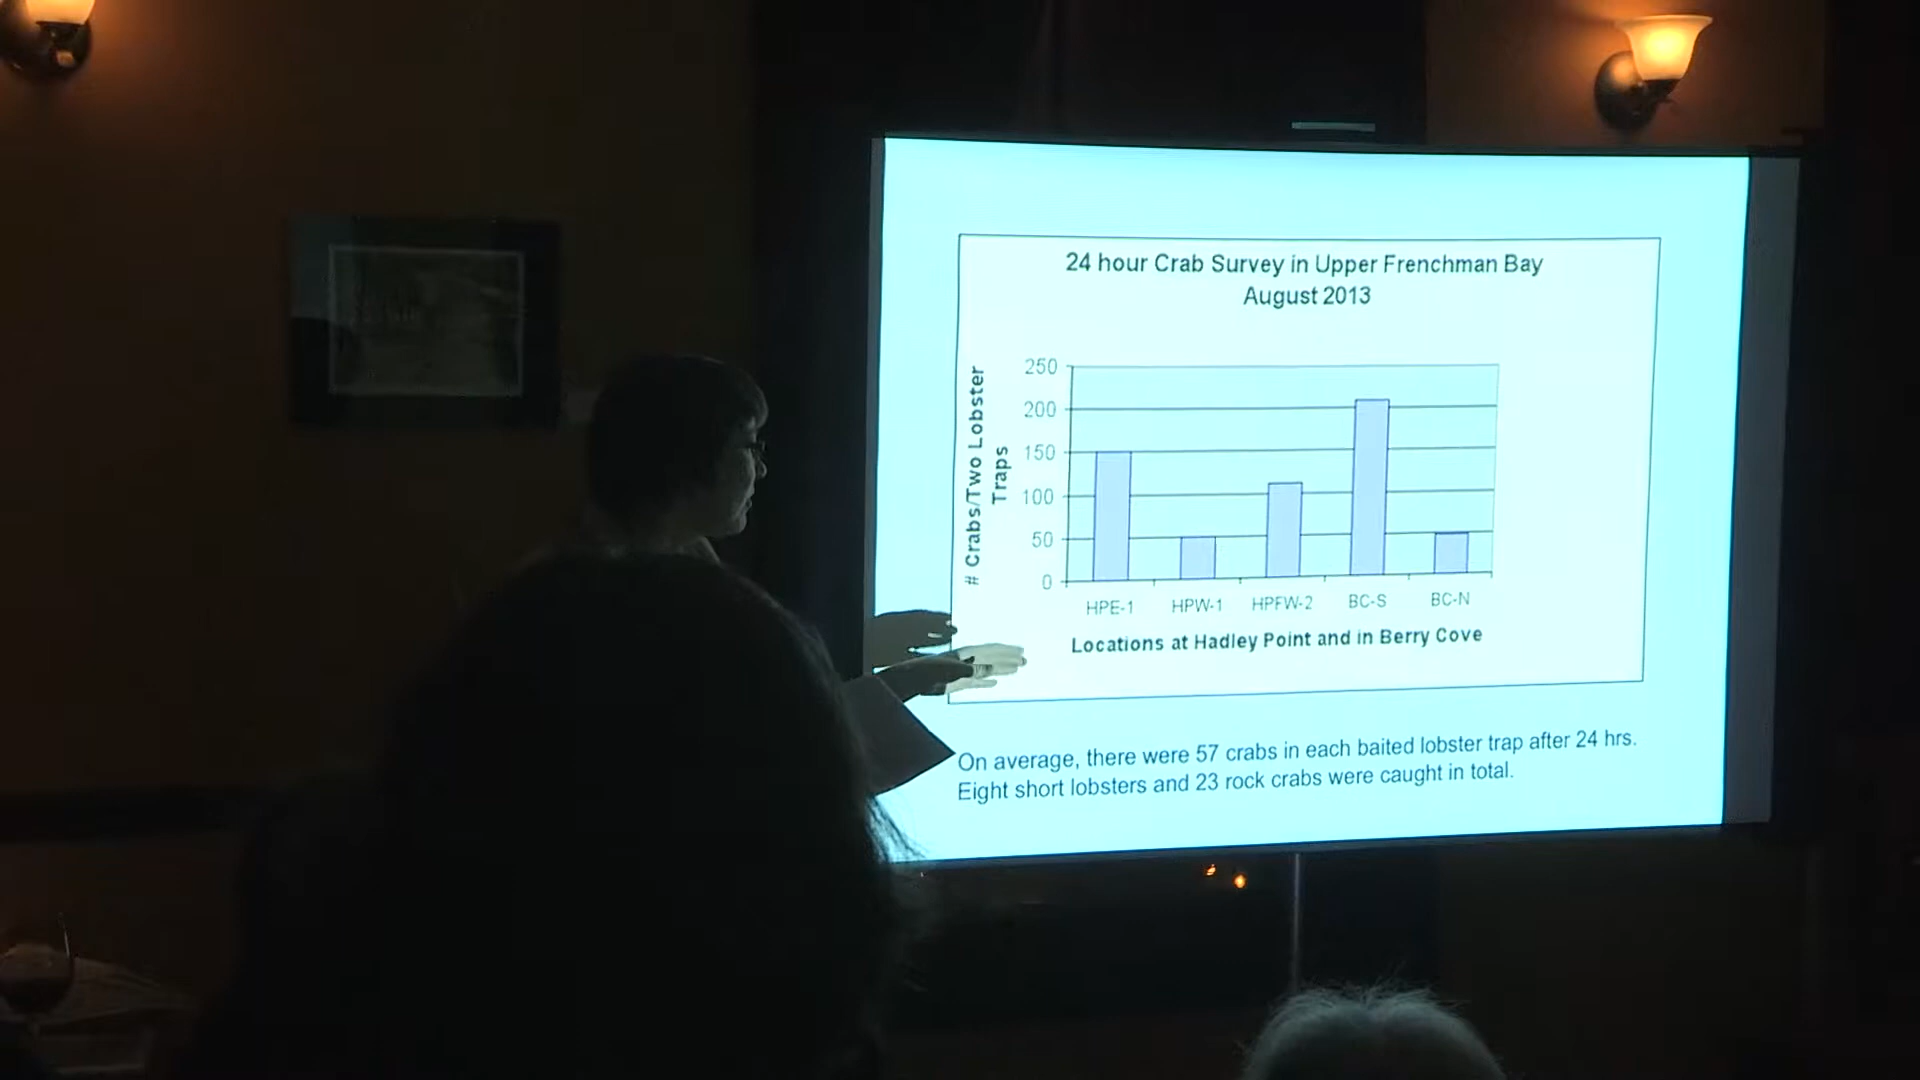 24 hour Crab Survey in Upper Frenchman Bay
August 2013
# Crabs/Two Lobster
Traps
250
200
150
100
50
0
HPE-1 HPW-1 HPFW-2 BC-S BC-N
Locations at Hadley Point and in Berry Cove
On average, there were 57 crabs in each baited lobster trap after 24 hrs.
Eight short lobsters and 23 rock crabs were caught in total.